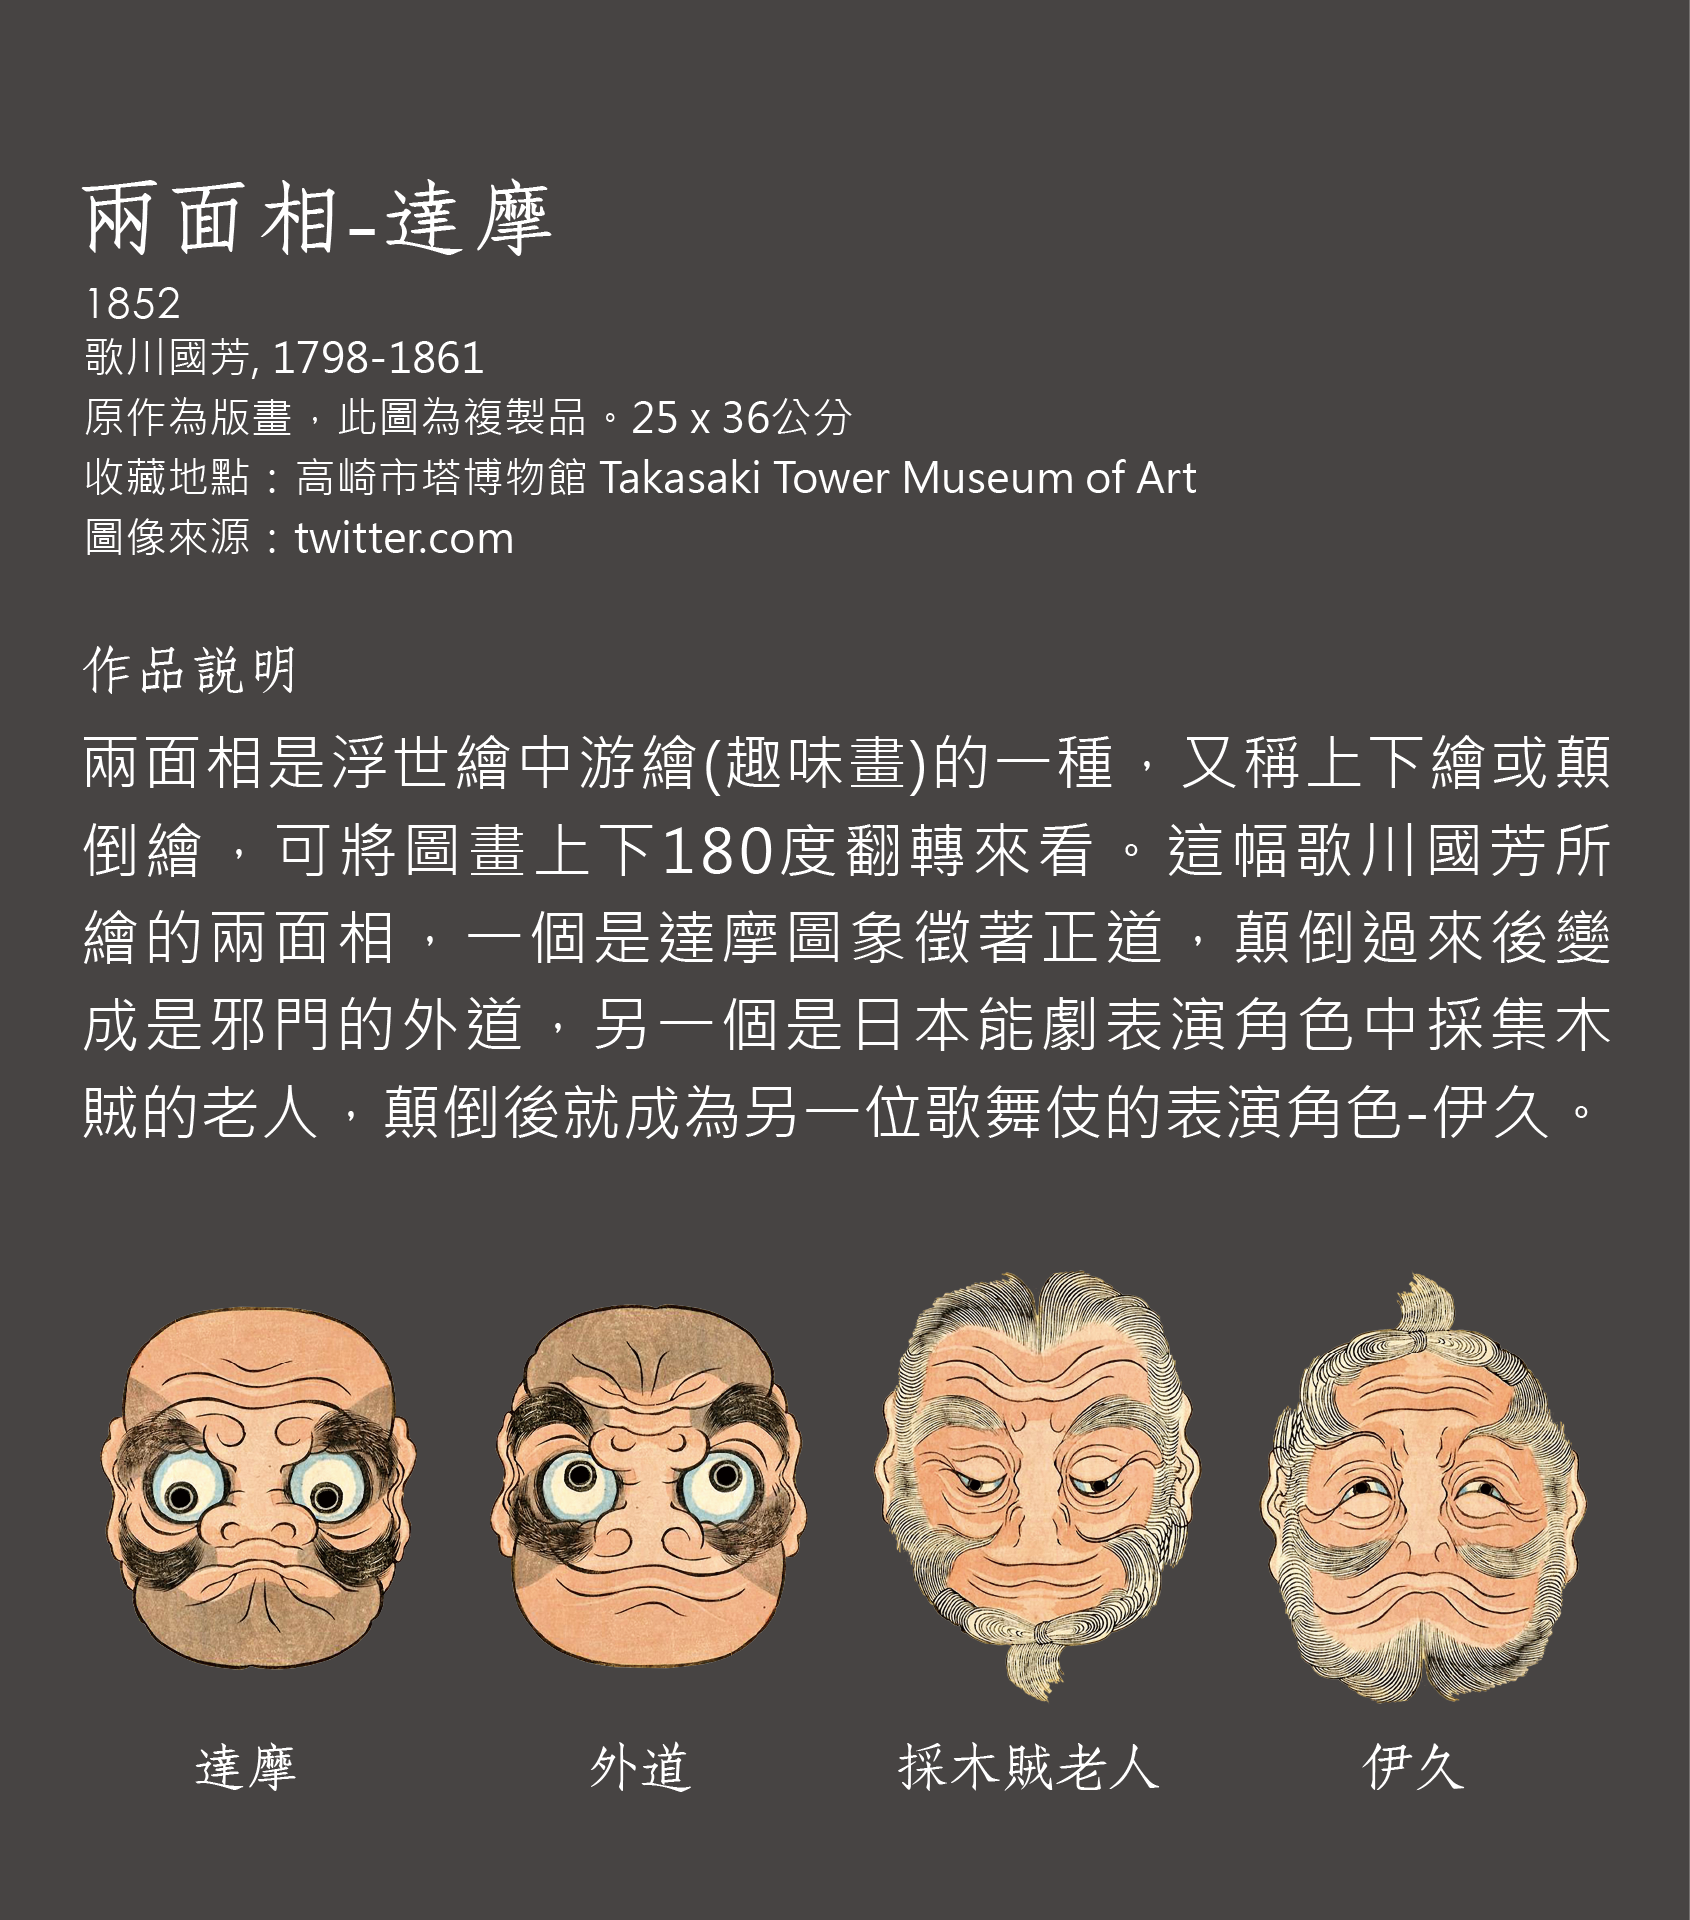 兩面相-達摩
1852
歌川國芳, 1798-1861
原作為版畫，此圖為複製品。25 x 36公分
收藏地點：高崎市塔博物館 Takasaki Tower Museum of Art
圖像來源：twitter.com
作品説明
兩面相是浮世繪中游繪(趣味畫)的一種，又稱上下繪或顛
倒繪，可將圖畫上下180度翻轉來看。這幅歌川國芳所
繪的兩面相，一個是達摩圖象徵著正道，顛倒過來後變
成是邪門的外道，另一個是日本能劇表演角色中採集木
賊的老人，顛倒後就成為另一位歌舞伎的表演角色-伊久。
達摩
外道
採木賊老人
伊久